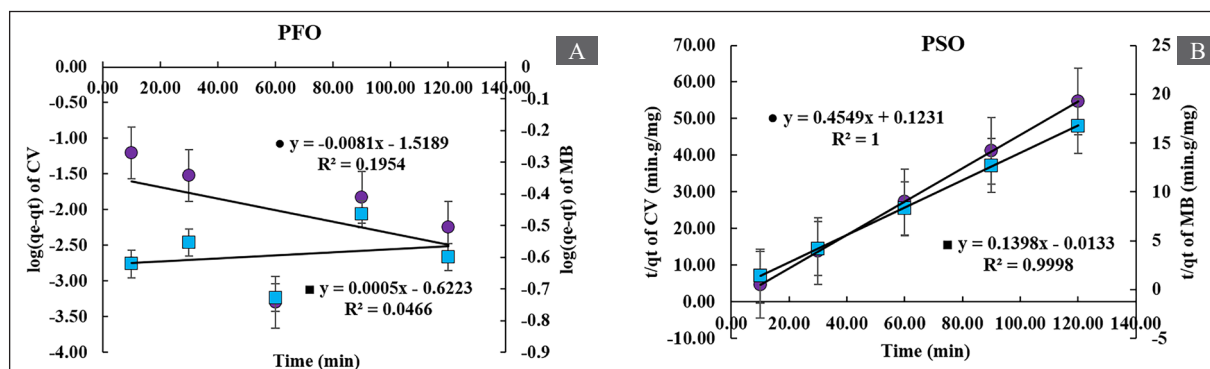 PFO
A
0.00
-0.50
-1.00
-1.50
-2.00
-2.50
-3.00
-3.50
-4.00
0.00 20.00 40.00 60.00 80.00 100.00 120.00 140.00
0
-0.1
-0.2
-0.3
-0.4
-0.5
-0.6
-0.7
-0.8
-0.9
log(qe-qt) of CV
log(qe-qt) of MB
y = -0.0081x - 1.5189
R² = 0.1954
y = 0.0005x - 0.6223
R² = 0.0466
Time (min)
PSO
B
70.00
60.00
50.00
40.00
30.00
20.00
10.00
0.00
-10.00
0.00 20.00 40.00 60.00 80.00 100.00 120.00 140.00
25
20
15
10
5
0
-5
t/qt of CV (min.g/mg)
t/qt of MB (min.g/mg)
y = 0.4549x + 0.1231
R² = 1
y = 0.1398x - 0.0133
R² = 0.9998
Time (min)